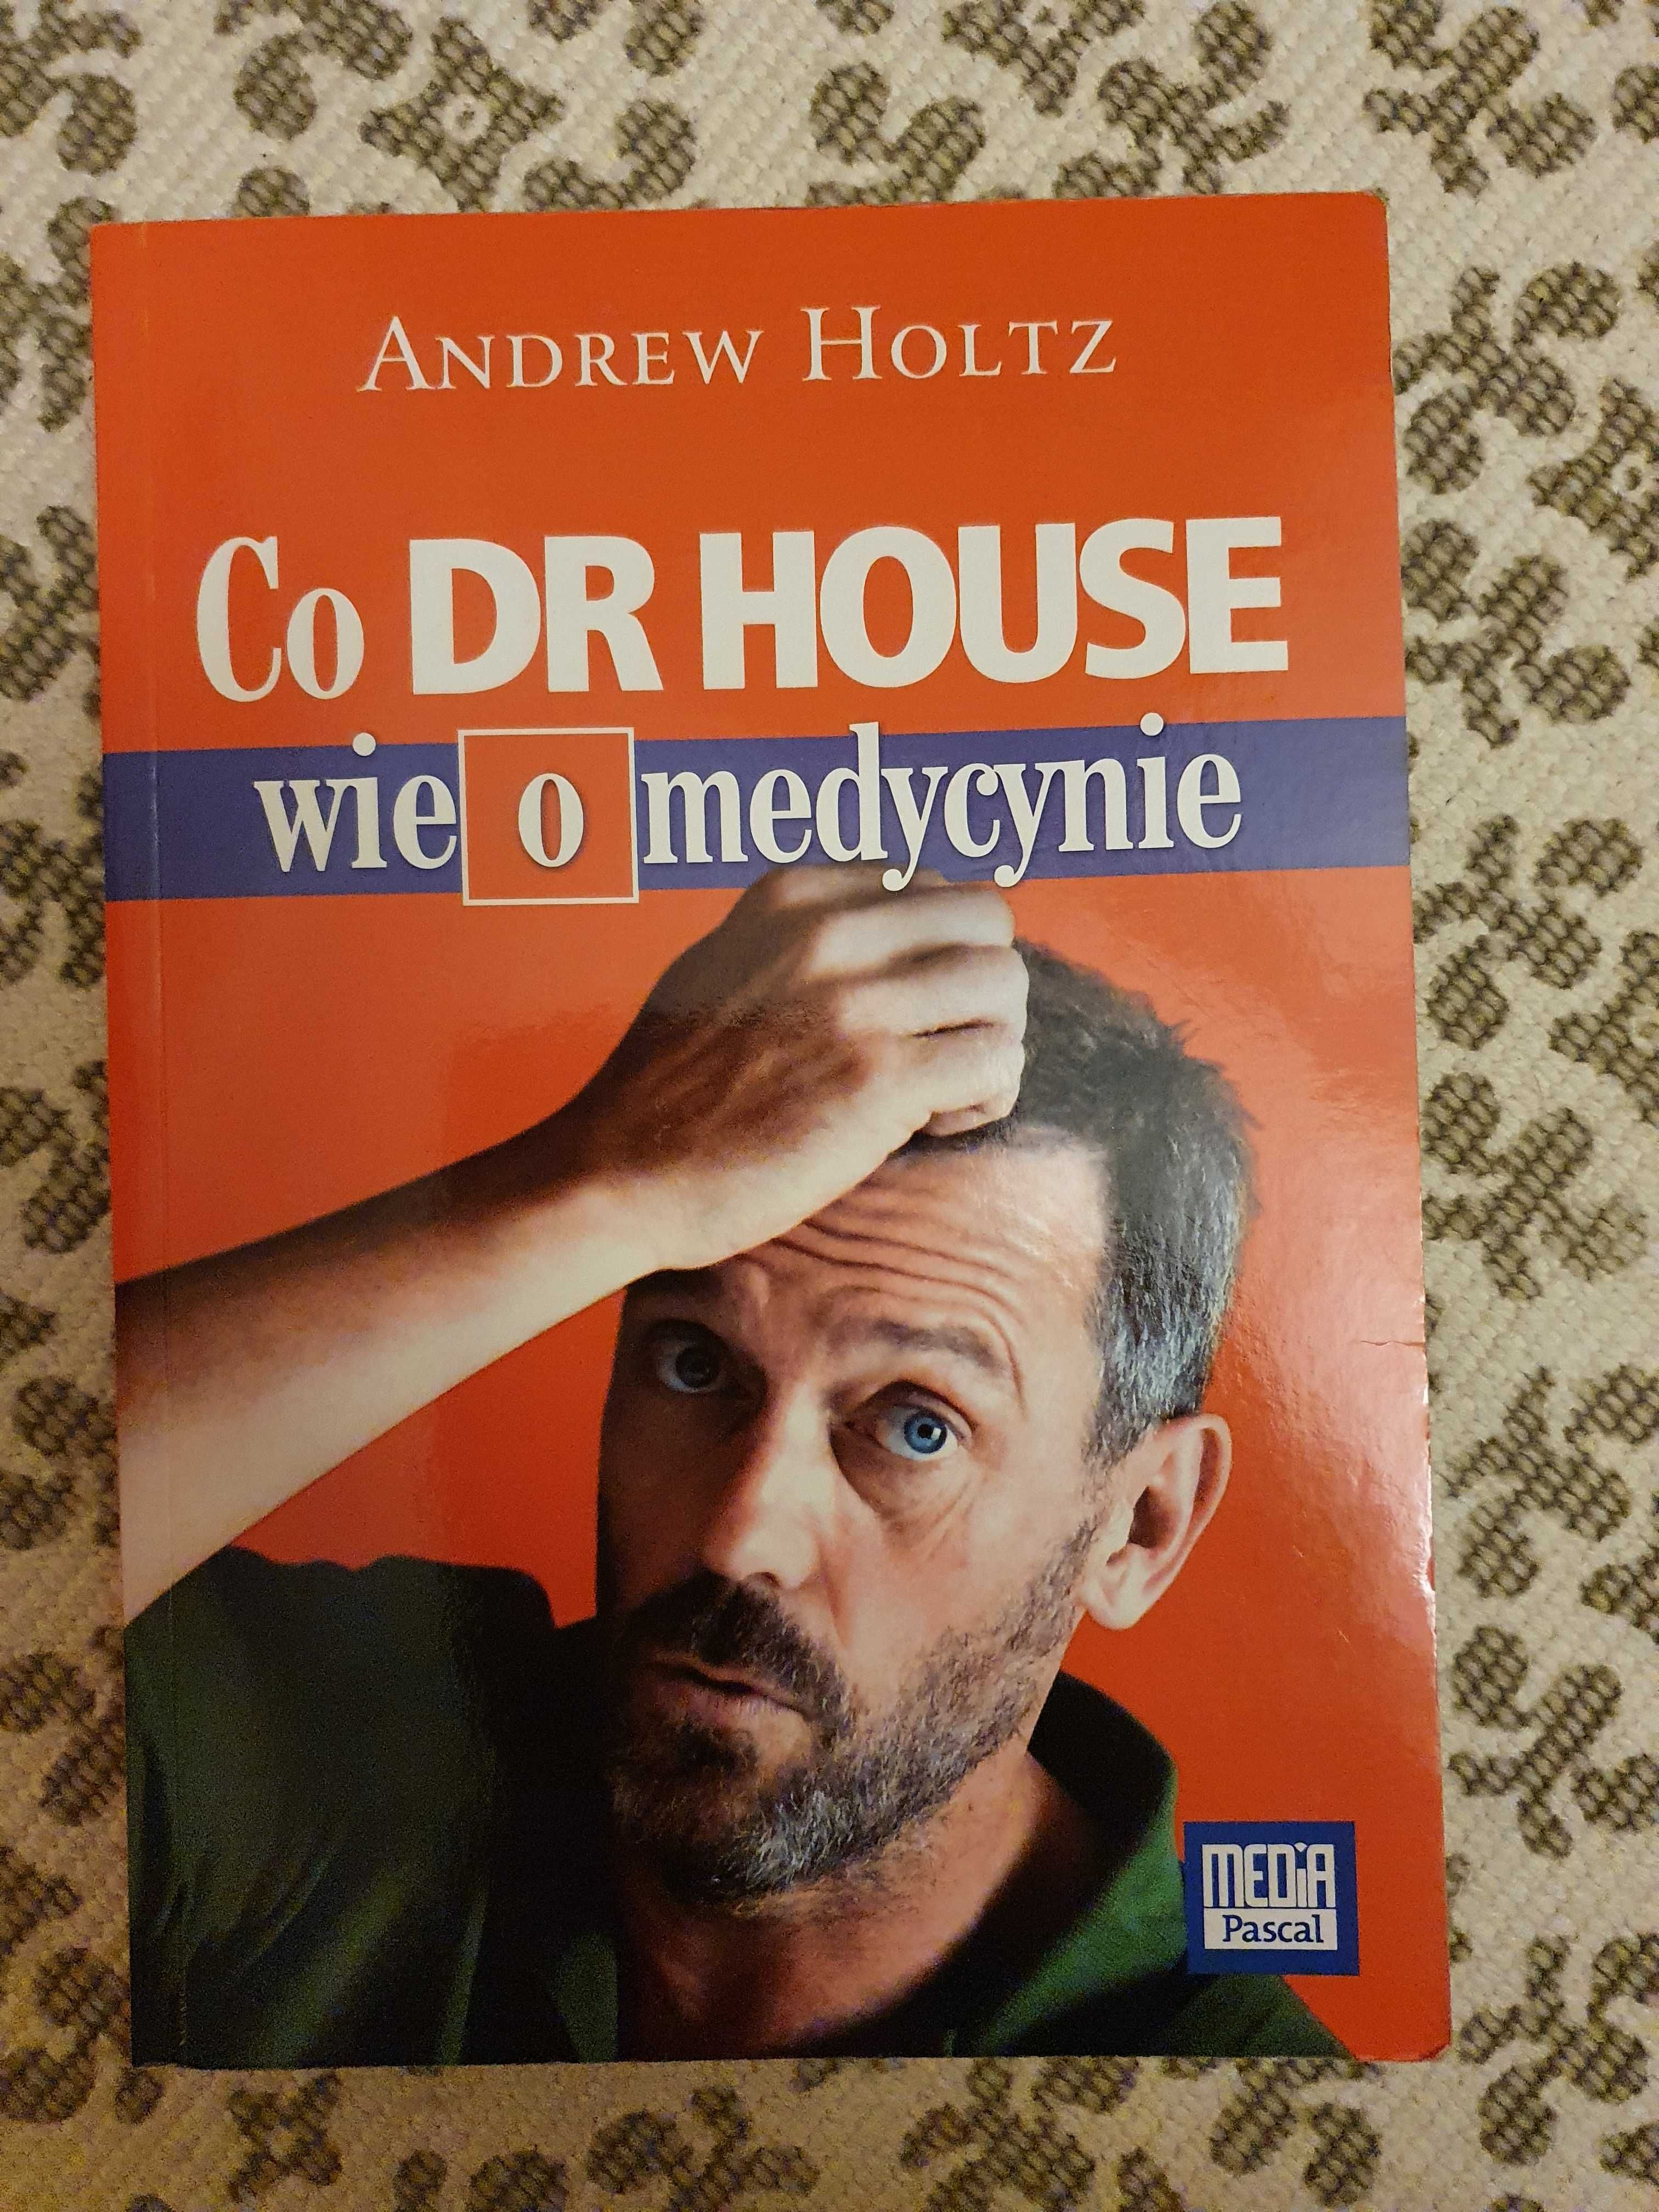 ANDREW HOLTZ
Co DR HOUSE
wie o medycynie
MEDiA
Pascal